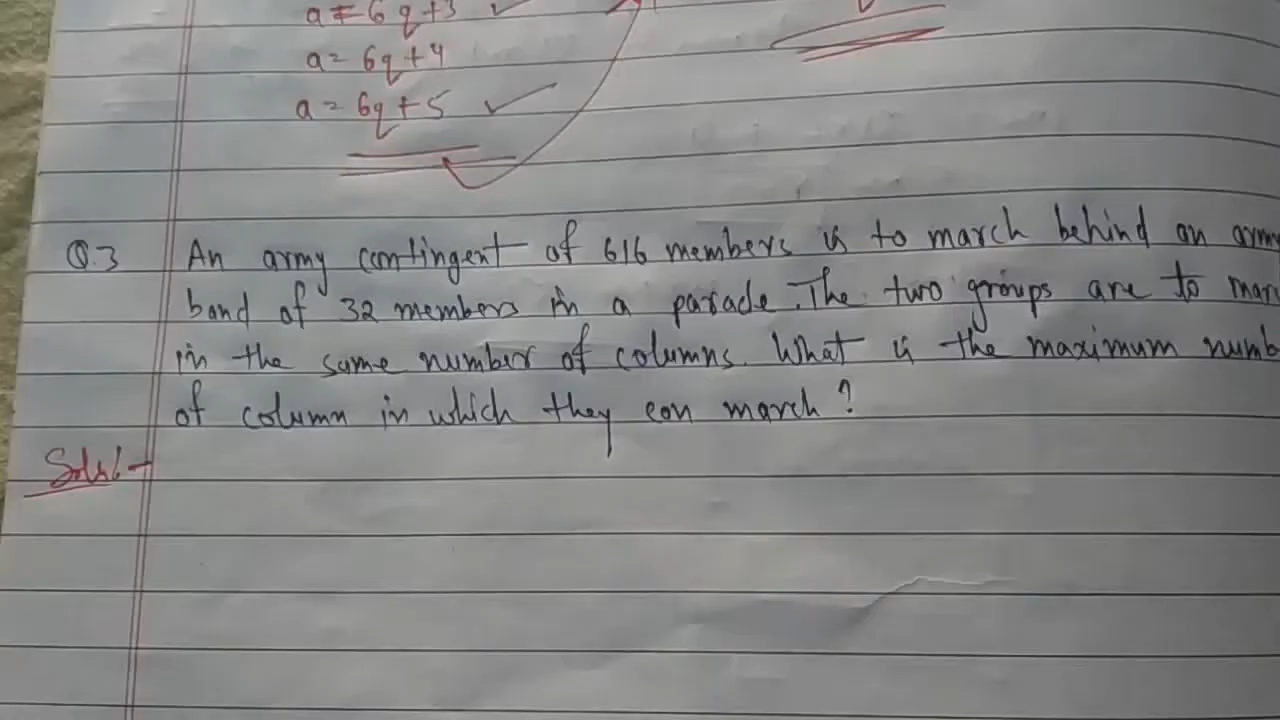 a = 6q+3
a = 6q+4
a = 6q+5
Q.3 An army contingent of 616 members is to march behind an army
band of 32 members in a parade. The two groups are to
in the same number of columns. What is the maximum
of column in which they can march?
Soln:-